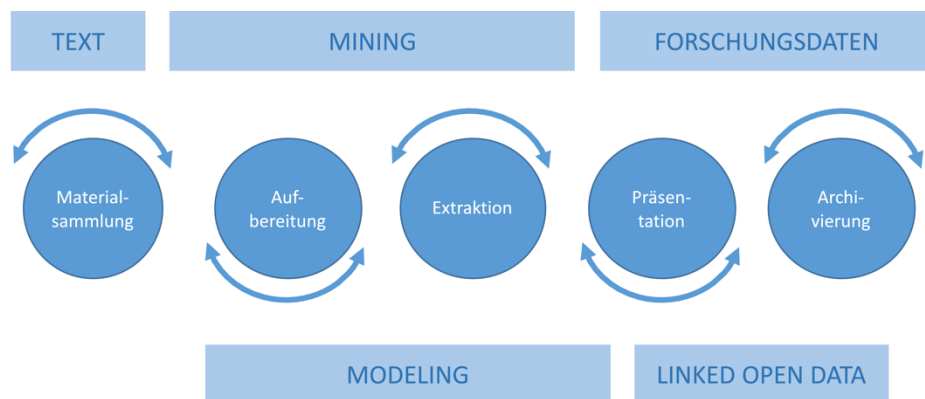 TEXT
MINING
FORSCHUNGSDATEN
Material-
sammlung
Auf-
bereitung
Extraktion
Präsen-
tation
Archi-
vierung
MODELING
LINKED OPEN DATA